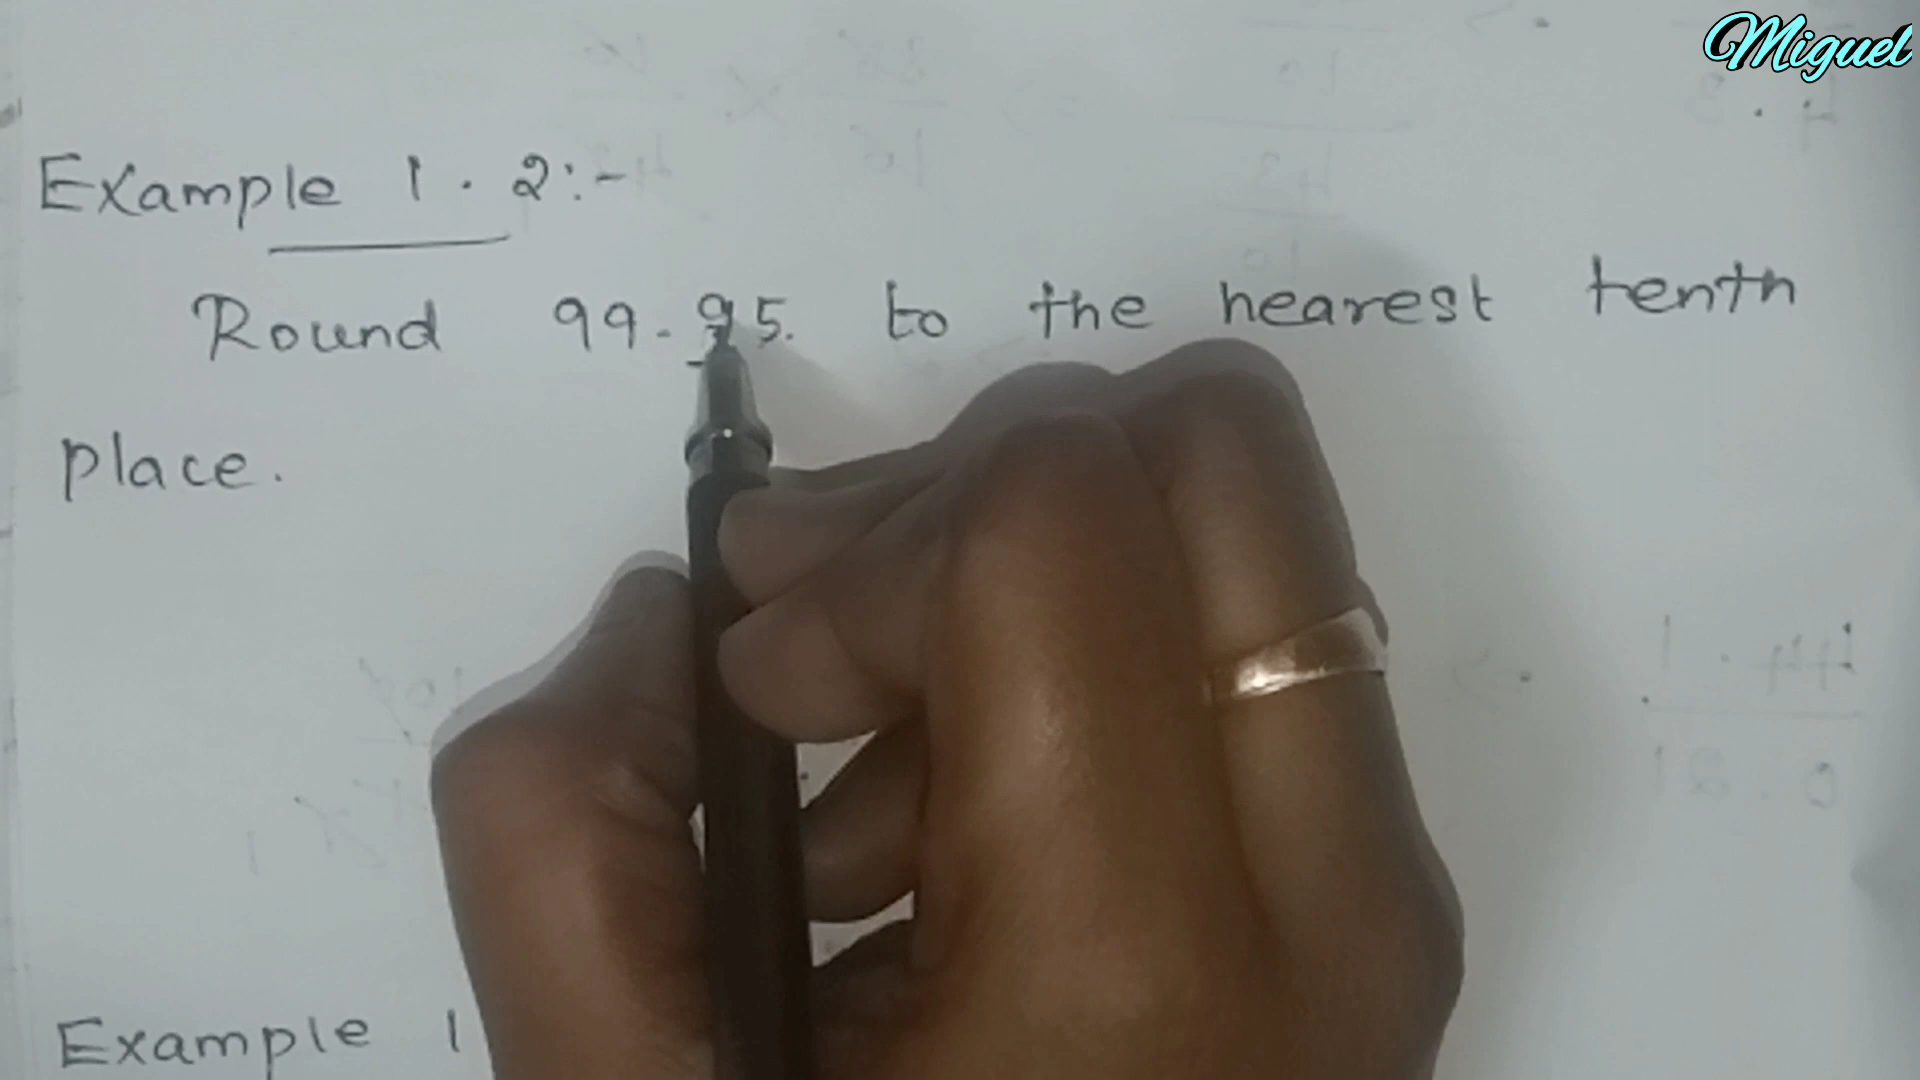 Miguel
Example 1.2:-
Round 99.95. to the nearest tenth
place.
Example 1